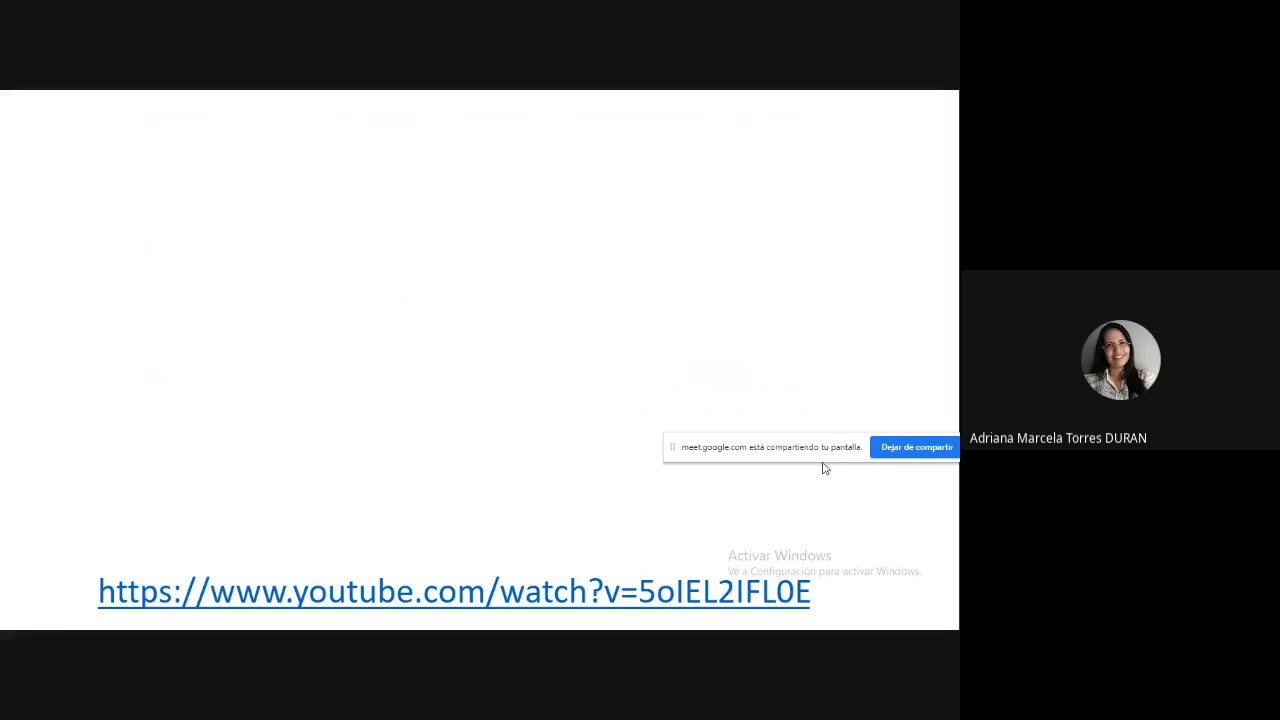 meet.google.com está compartiendo tu pantalla.
Dejar de compartir
Adriana Marcela Torres DURAN
Activar Windows
Ve a Configuración para activar Windows.
https://www.youtube.com/watch?v=5oIEL2IFL0E